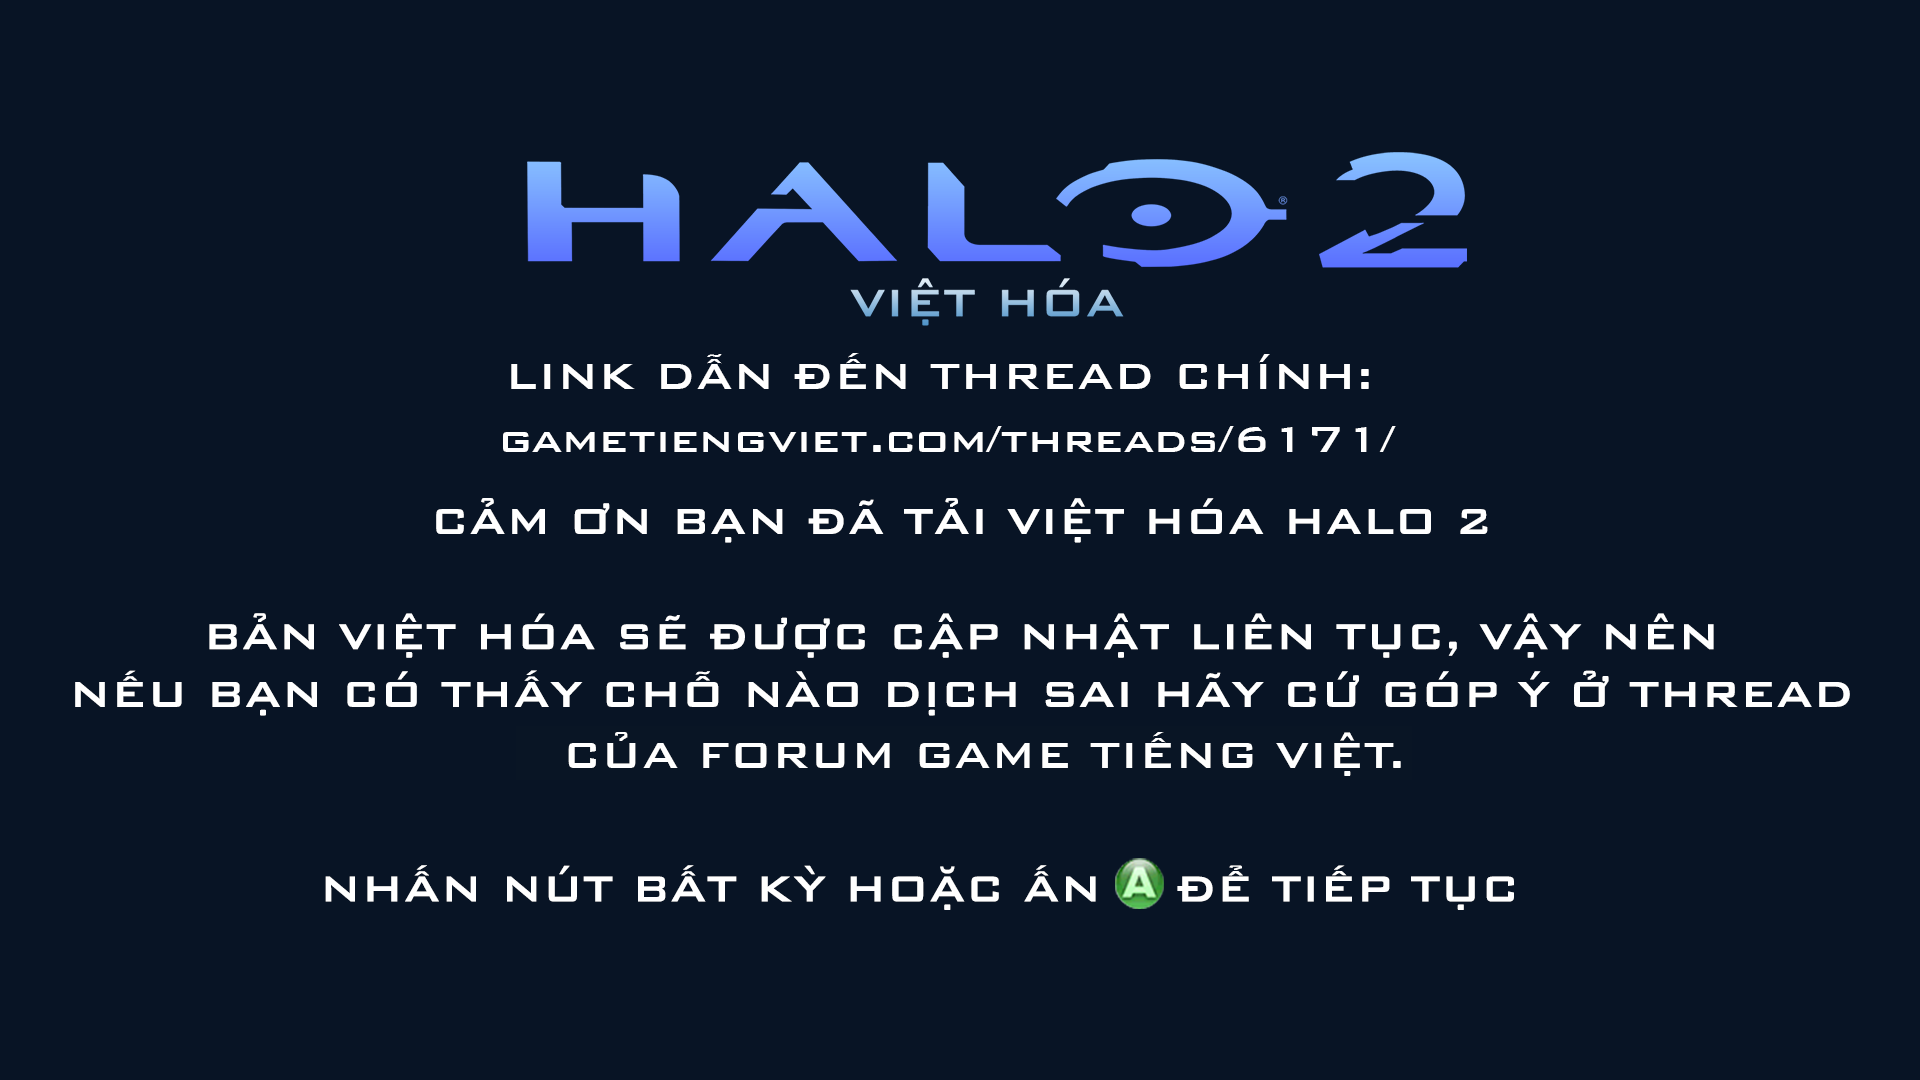 HALO® 2
VIỆT HÓA
LINK DẪN ĐẾN THREAD CHÍNH:
GAMETIENGVIET.COM/THREADS/6171/
CẢM ƠN BẠN ĐÃ TẢI VIỆT HÓA HALO 2
BẢN VIỆT HÓA SẼ ĐƯỢC CẬP NHẬT LIÊN TỤC, VẬY NÊN
NẾU BẠN CÓ THẤY CHỖ NÀO DỊCH SAI HÃY CỨ GÓP Ý Ở THREAD
CỦA FORUM GAME TIẾNG VIỆT.
NHẤN NÚT BẤT KỲ HOẶC ẤN A ĐỂ TIẾP TỤC